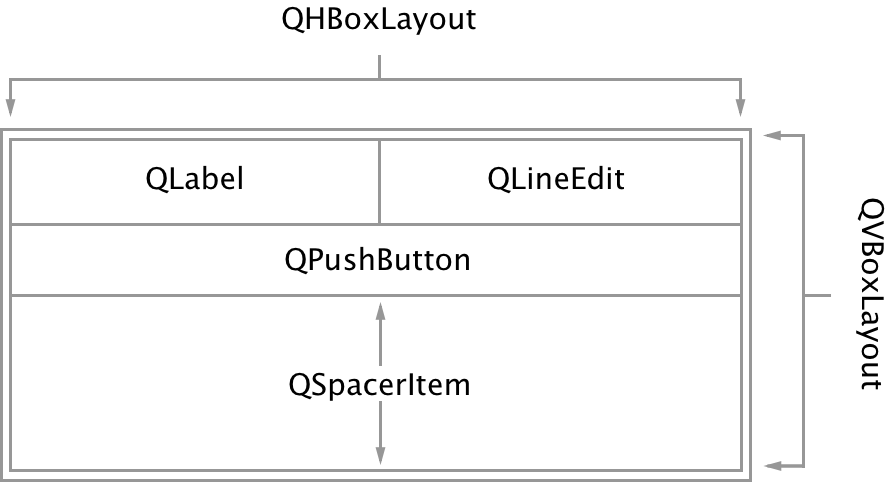 QHBoxLayout
QLabel
QLineEdit
QPushButton
QSpacerItem
QVBoxLayout